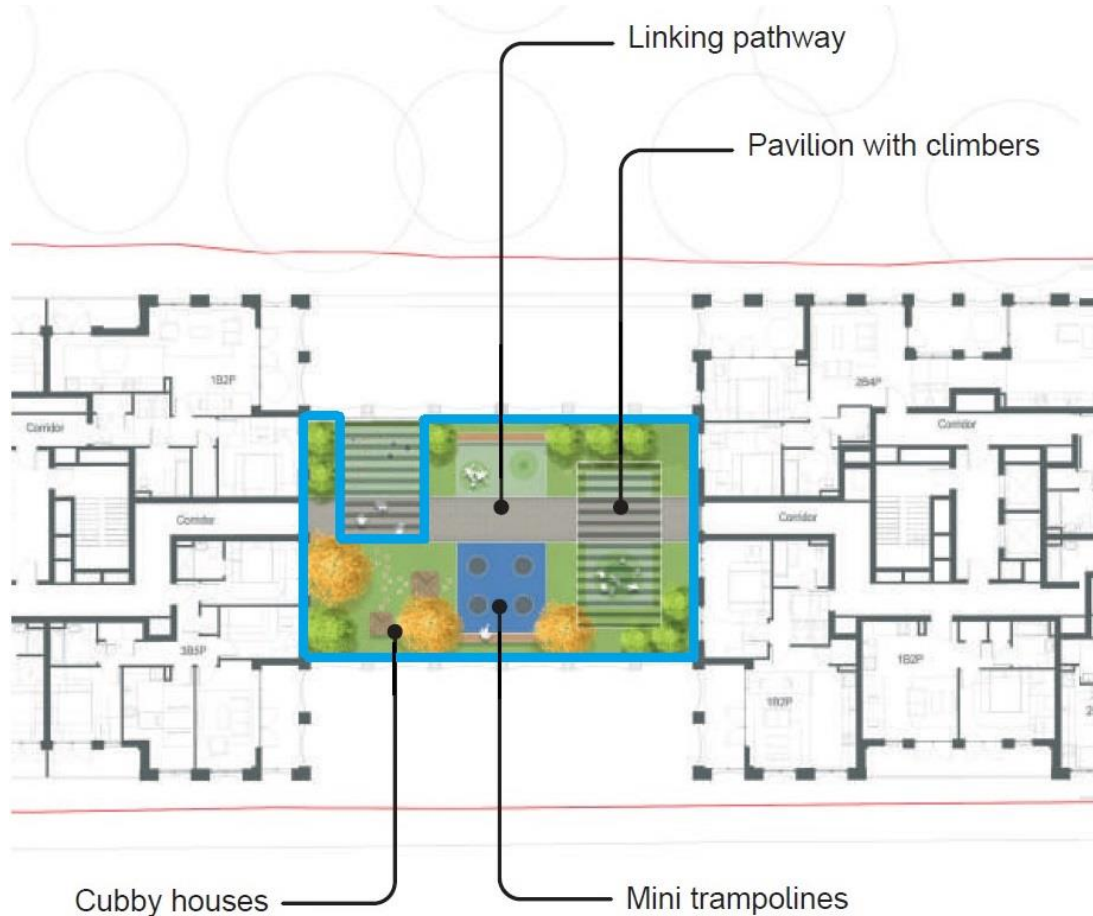 Linking pathway
Pavilion with climbers
1B2P
2B4P
Corridor
Corridor
Corridor
Corridor
3B5P
1B2P
1B2P
Cubby houses
Mini trampolines